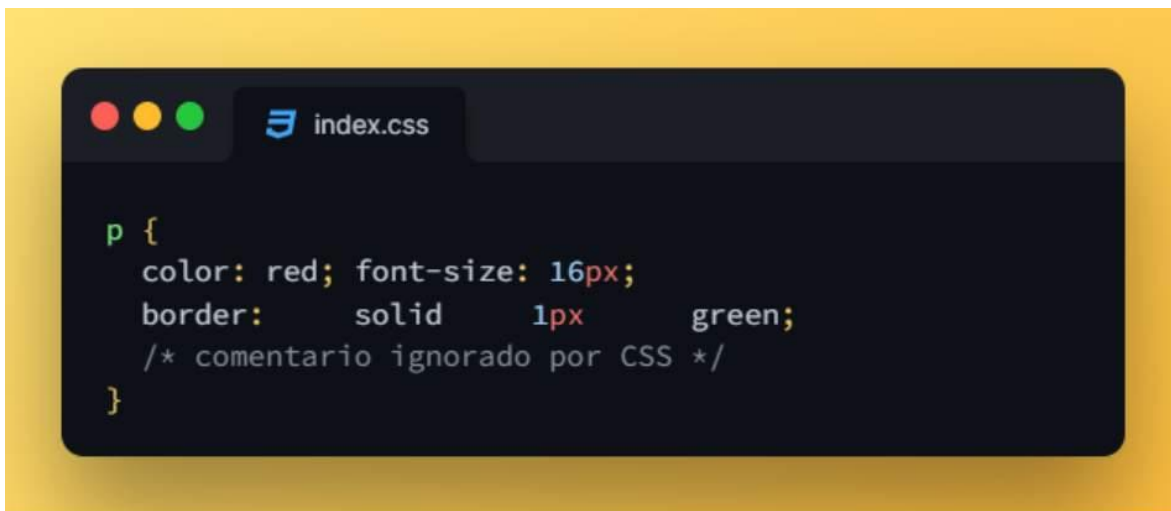 index.css
p {
  color: red; font-size: 16px;
  border:     solid     1px      green;
  /* comentario ignorado por CSS */
}